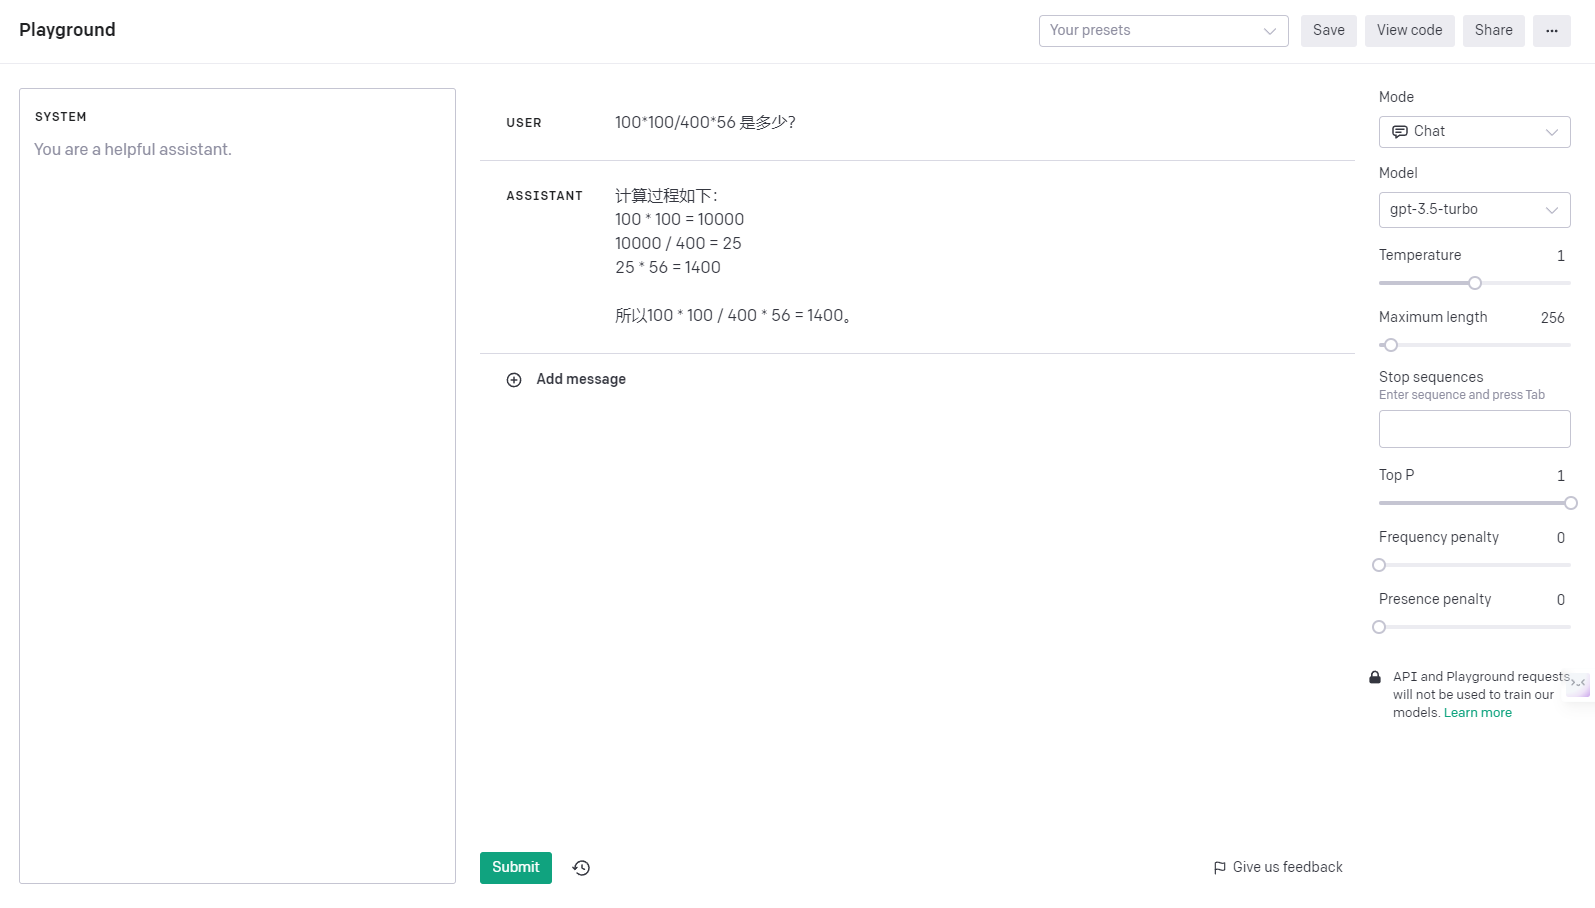 Playground
Your presets
Save
View code
Share
...
SYSTEM
You are a helpful assistant.
USER
100*100/400*56 是多少?
ASSISTANT
计算过程如下：
100 * 100 = 10000
10000 / 400 = 25
25 * 56 = 1400
所以100 * 100 / 400 * 56 = 1400。
Add message
Submit
Give us feedback
Mode
Chat
Model
gpt-3.5-turbo
Temperature 1
Maximum length 256
Stop sequences
Enter sequence and press Tab
Top P 1
Frequency penalty 0
Presence penalty 0
API and Playground requests
will not be used to train our
models. Learn more